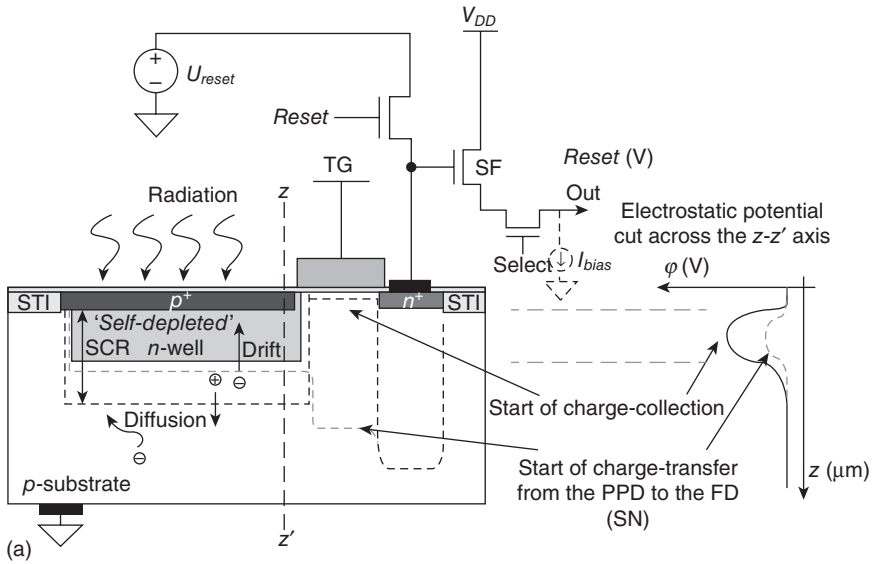 V_DD
+
−
U_reset
Reset
SF
Reset (V)
TG
Out
Radiation
z
Select
I_bias
Electrostatic potential
cut across the z-z′ axis
φ (V)
STI
p⁺
n⁺
STI
‘Self-depleted’
SCR n-well
Drift
⊕
⊖
Diffusion
⊖
Start of charge-collection
Start of charge-transfer
from the PPD to the FD
(SN)
z (μm)
p-substrate
z′
(a)